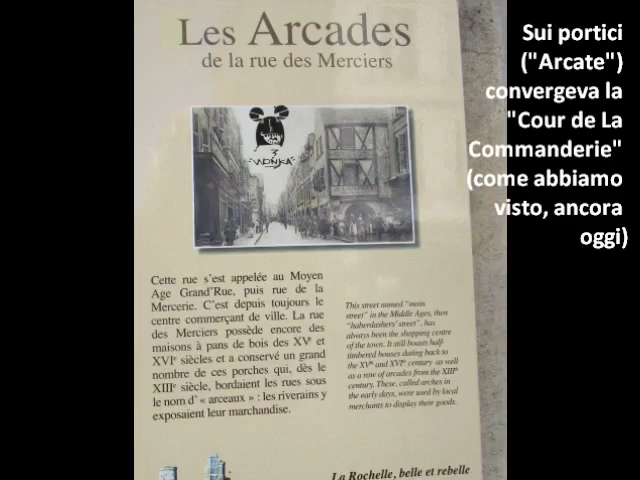 Les Arcades
de la rue des Merciers
WONKA
Cette rue s'est appelée au Moyen
Age Grand'Rue, puis rue de la
Mercerie. C'est depuis toujours le
centre commerçant de ville. La rue
des Merciers possède encore des
maisons à pans de bois des XVe et
XVIe siècles et a conservé un grand
nombre de ces porches qui, dès le
XIIIe siècle, bordaient les rues sous
le nom d' « arceaux » : les riverains y
exposaient leur marchandise.
This street named "main
street" in the Middle Ages, then
"haberdashers' street", has
always been the shopping centre
of the town. It still boasts half-
timbered houses dating back to
the XVth and XVIth century as well
as a row of arcades from the XIIIth
century. These, called arches in
the early days, were used by local
merchants to display their goods.
La Rochelle, belle et rebelle
Sui portici
("Arcate")
convergeva la
"Cour de La
Commanderie"
(come abbiamo
visto, ancora
oggi)